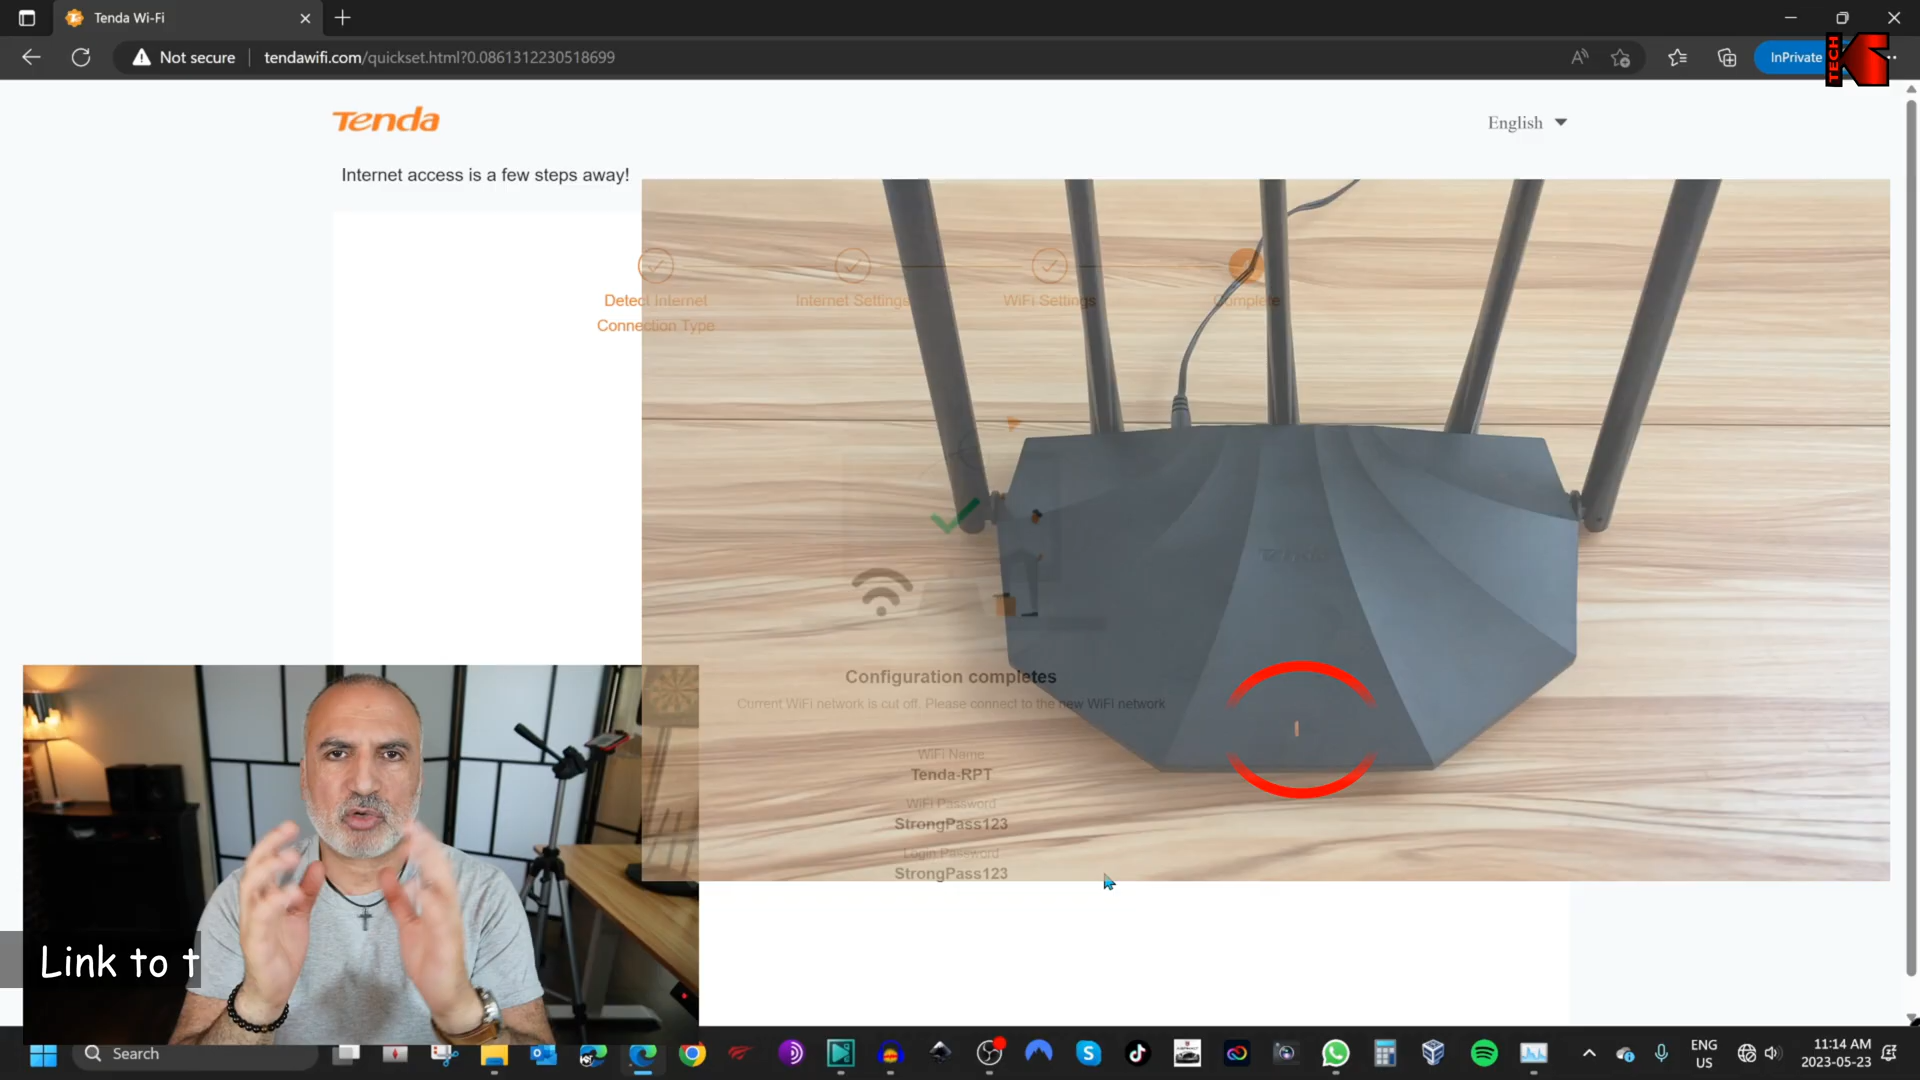 Tenda Wi-Fi
Not secure
tendawifi.com/quickset.html?0.0861312230518699
InPrivate
TECH
K
Tenda
English
Internet access is a few steps away!
Detect Internet
Connection Type
Internet Settings
WiFi Settings
Complete
Tenda
Configuration completes
Current WiFi network is cut off. Please connect to the new WiFi network
WiFi Name
Tenda-RPT
WiFi Password
StrongPass123
Login Password
StrongPass123
Link to t
Search
ENG
US
11:14 AM
2023-05-23